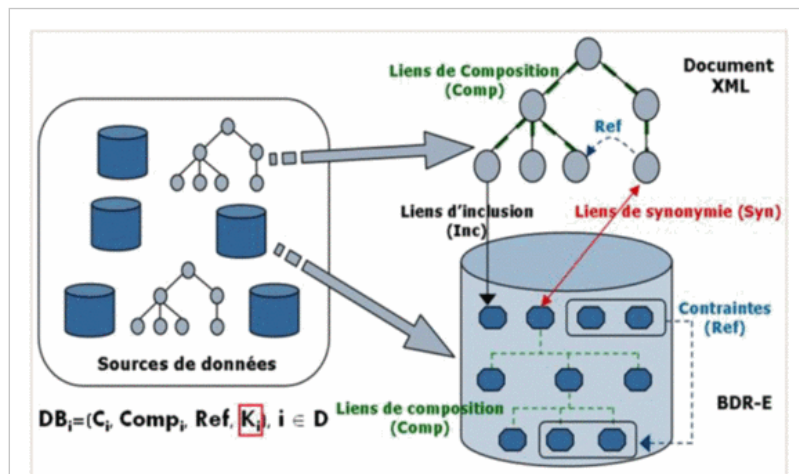 Liens de Composition
(Comp)
Document
XML
Ref
Liens d'inclusion
(Inc)
Liens de synonymie (Syn)
Contraintes
(Ref)
Sources de données
DBi=(Ci, Compi, Ref, Ki), i ∈ D
Liens de composition
(Comp)
BDR-E